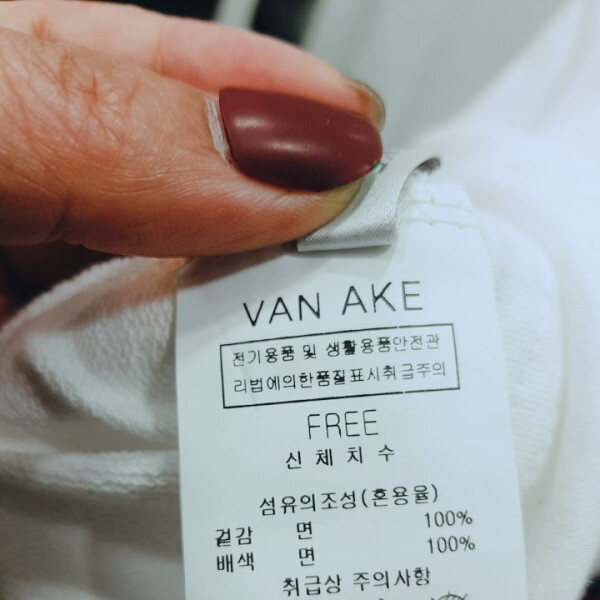 VAN AKE
전기용품 및 생활용품안전관
리법에의한품질표시취급주의
FREE
신체치수
섬유의조성(혼용율)
겉감 면 100%
배색 면 100%
취급상 주의사항